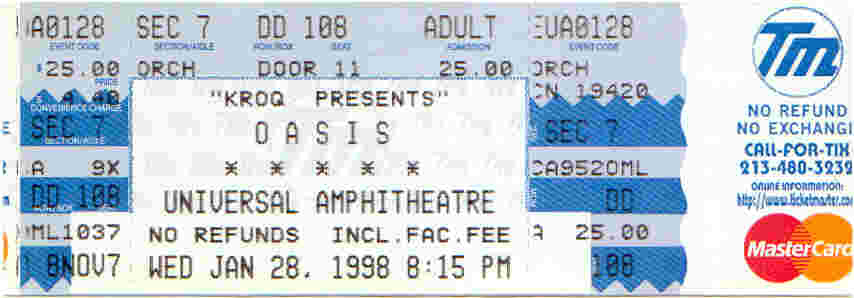 UA0128 SEC 7 DD 108 ADULT EUA0128
EVENT CODE SECTION/AISLE ROW/BOX SEAT ADMISSION EVENT CODE
$25.00 ORCH DOOR 11 25.00 ORCH
PRICE
CN 19420
CONVENIENCE CHARGE
"KROQ PRESENTS"
SEC 7 OASIS SEC 7
SECTION/AISLE
A 9X * * * * * CA9520ML
DD 108 UNIVERSAL AMPHITHEATRE DD
ML1037 NO REFUNDS INCL.FAC.FEE A 25.00
8NOV7 WED JAN 28, 1998 8:15 PM 108
TM
NO REFUND
NO EXCHANG
CALL-FOR-TIX
213-480-3232
ONLINE INFORMATION:
http://www.ticketmaster.co
MasterCard